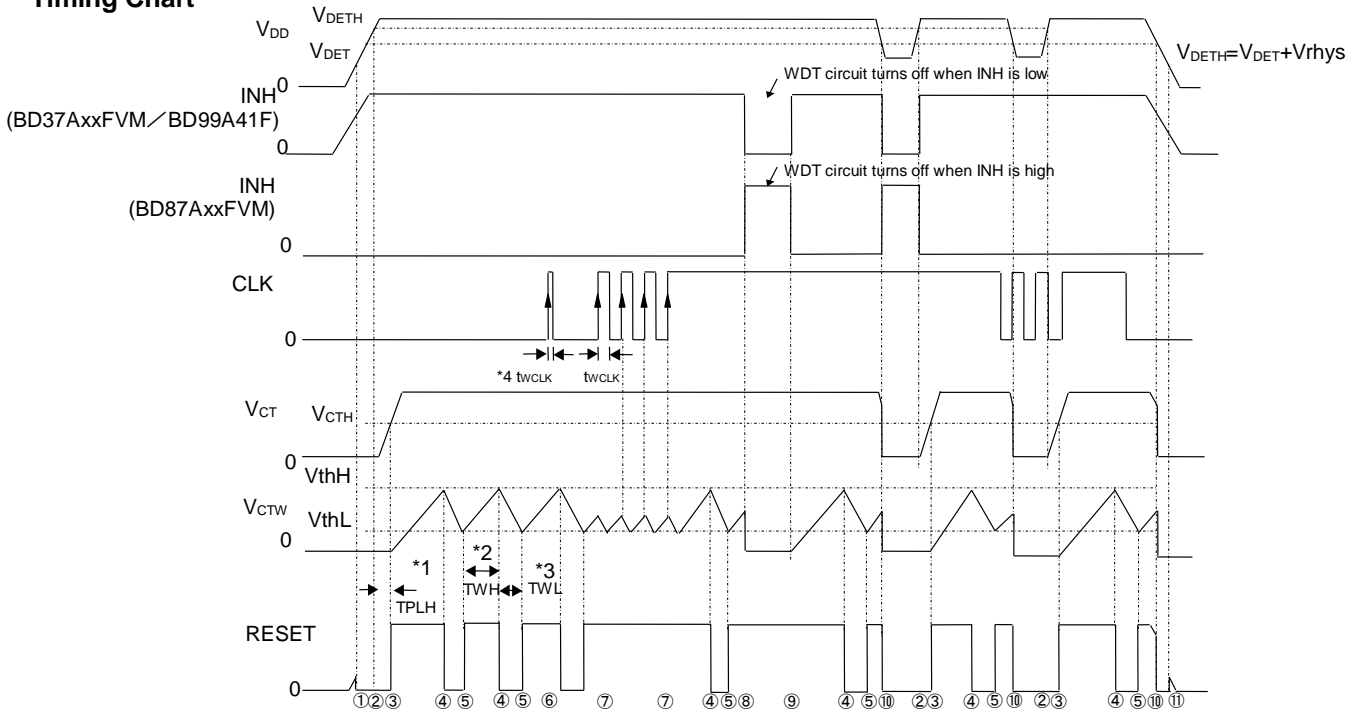 Timing Chart
VDD
VDETH
VDET
0
VDETH=VDET+Vrhys
WDT circuit turns off when INH is low
INH
(BD37AxxFVM／BD99A41F)
0
WDT circuit turns off when INH is high
INH
(BD87AxxFVM)
0
CLK
0
*4 twCLK
twCLK
VCT
VCTH
0
VthH
VCTW
VthL
0
*1
*2
*3
TPLH
TWH
TWL
RESET
0
①②③ ④ ⑤ ④ ⑤ ⑥ ⑦ ⑦ ④⑤⑧ ⑨ ④ ⑤⑩ ②③ ④ ⑤⑩ ②③ ④ ⑤⑩ ⑪